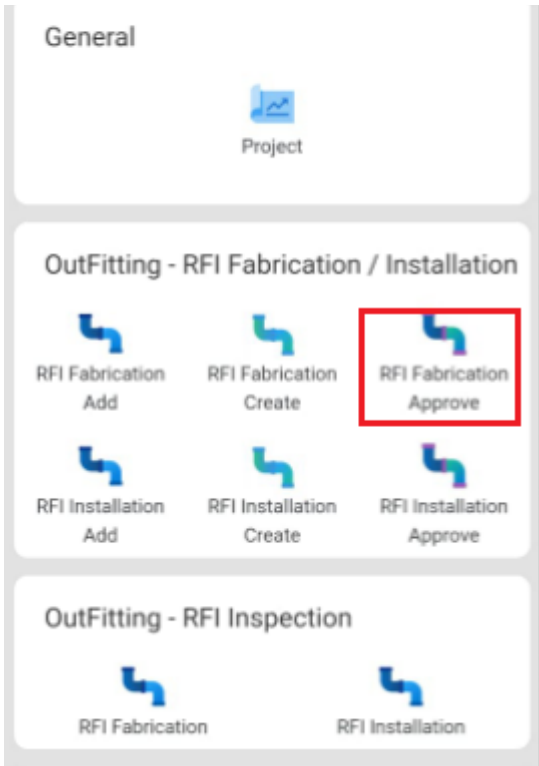 General
Project
OutFitting - RFI Fabrication / Installation
RFI Fabrication
Add
RFI Fabrication
Create
RFI Fabrication
Approve
RFI Installation
Add
RFI Installation
Create
RFI Installation
Approve
OutFitting - RFI Inspection
RFI Fabrication
RFI Installation